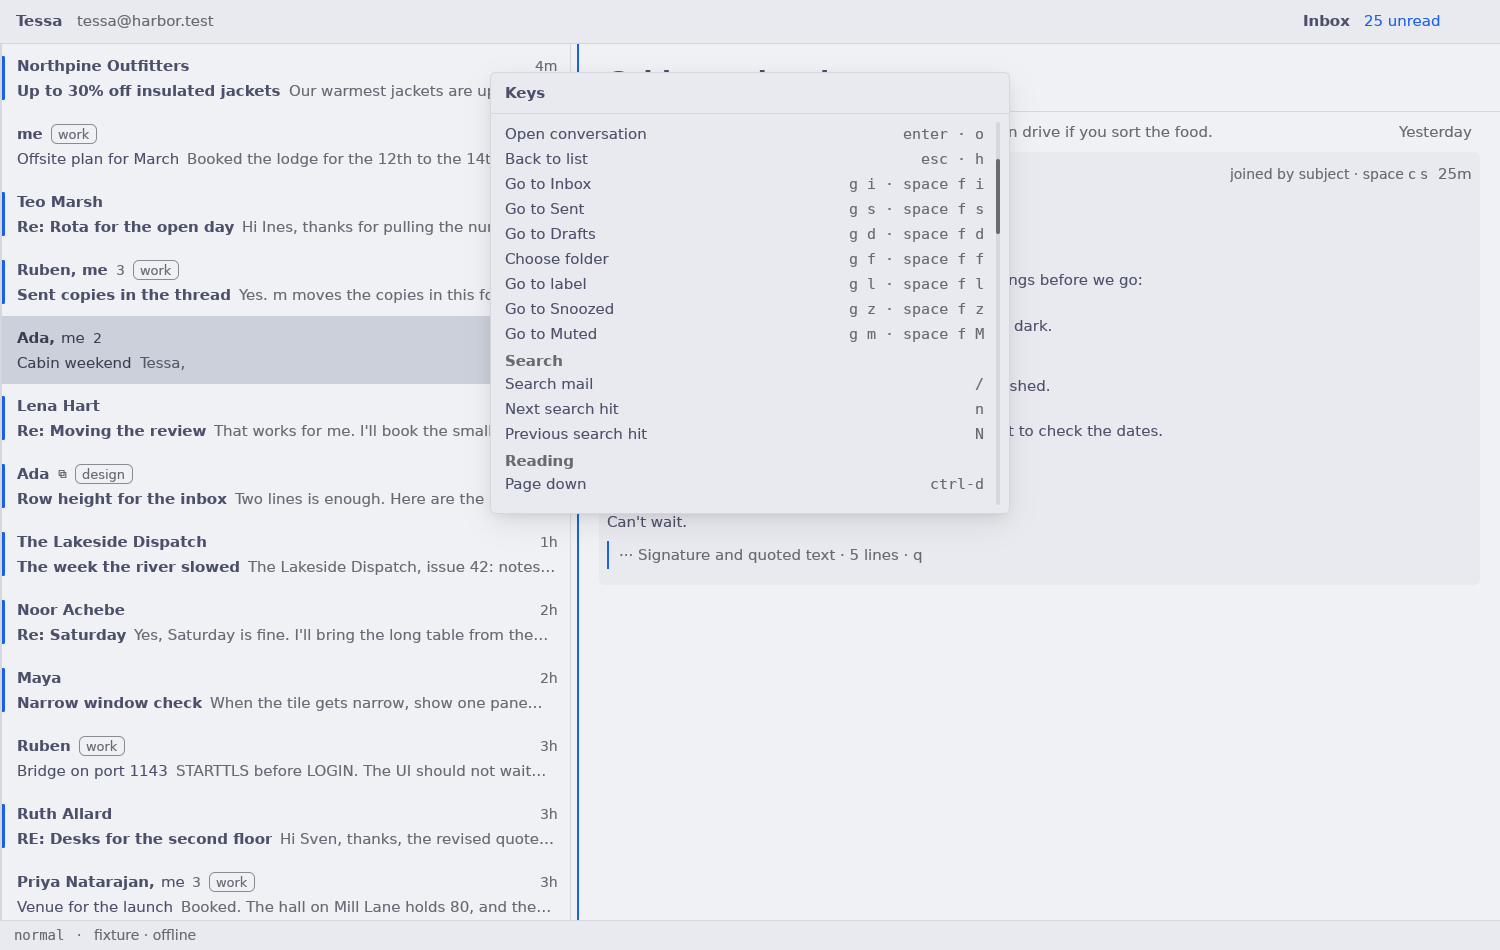 Tessa tessa@harbor.test Inbox 25 unread
Northpine Outfitters 4m
Up to 30% off insulated jackets Our warmest jackets are
me work
Offsite plan for March Booked the lodge for the 12th to the 14t
Teo Marsh
Re: Rota for the open day Hi Ines, thanks for pulling the
Ruben, me 3 work
Sent copies in the thread Yes. m moves the copies in this
Ada, me 2
Cabin weekend Tessa,
Lena Hart
Re: Moving the review That works for me. I'll book the small
Ada design
Row height for the inbox Two lines is enough. Here are the
The Lakeside Dispatch 1h
The week the river slowed The Lakeside Dispatch, issue 42: notes…
Noor Achebe 2h
Re: Saturday Yes, Saturday is fine. I'll bring the long table from the…
Maya 2h
Narrow window check When the tile gets narrow, show one pane…
Ruben work 3h
Bridge on port 1143 STARTTLS before LOGIN. The UI should not wait…
Ruth Allard 3h
RE: Desks for the second floor Hi Sven, thanks, the revised quote…
Priya Natarajan, me 3 work 3h
Venue for the launch Booked. The hall on Mill Lane holds 80, and the…
Keys
Open conversation enter · o
Back to list esc · h
Go to Inbox g i · space f i
Go to Sent g s · space f s
Go to Drafts g d · space f d
Choose folder g f · space f f
Go to label g l · space f l
Go to Snoozed g z · space f z
Go to Muted g m · space f M
Search
Search mail /
Next search hit n
Previous search hit N
Reading
Page down ctrl-d
n drive if you sort the food. Yesterday
joined by subject · space c s 25m
ngs before we go:
dark.
shed.
t to check the dates.
Can't wait.
··· Signature and quoted text · 5 lines · q
normal · fixture · offline